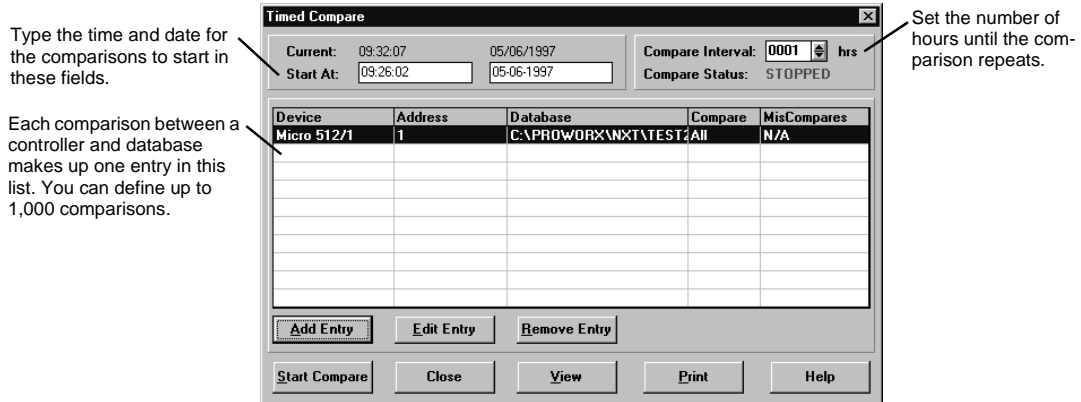 Timed Compare
Type the time and date for
the comparisons to start in
these fields.
Set the number of
hours until the com-
parison repeats.
Current: 09:32:07 05/06/1997
Start At: 09:26:02 05-06-1997
Compare Interval: 0001 hrs
Compare Status: STOPPED
Each comparison between a
controller and database
makes up one entry in this
list. You can define up to
1,000 comparisons.
Device Address Database Compare MisCompares
Micro 512/1 1 C:\PROWORX\NXT\TEST2 All N/A
Add Entry Edit Entry Remove Entry
Start Compare Close View Print Help